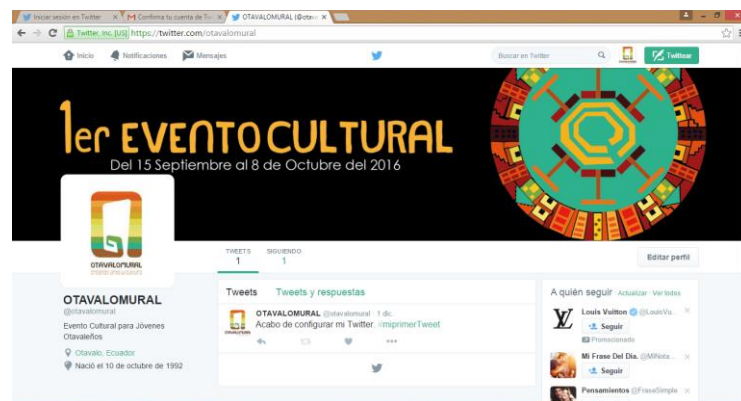 Iniciar sesión en Twitter
Confirma tu cuenta de Tw
OTAVALOMURAL (@otav
Twitter, Inc. [US] https://twitter.com/otavalomural
Inicio Notificaciones Mensajes
Buscar en Twitter
Twittear
1er EVENTO CULTURAL
Del 15 Septiembre al 8 de Octubre del 2016
OTAVALOMURAL
TWEETS SIGUIENDO
1 1
Editar perfil
OTAVALOMURAL
@otavalomural
Evento Cultural para Jóvenes
Otavaleños
Otavalo, Ecuador
Nació el 10 de octubre de 1992
Tweets Tweets y respuestas
OTAVALOMURAL @otavalomural · 1 dic.
Acabo de configurar mi Twitter. #miprimerTweet
A quién seguir · Actualizar · Ver todos
Louis Vuitton @LouisVu...
Seguir
Promocionado
Mi Frase Del Dia. @MiNota...
Seguir
Pensamientos @FraseSimple